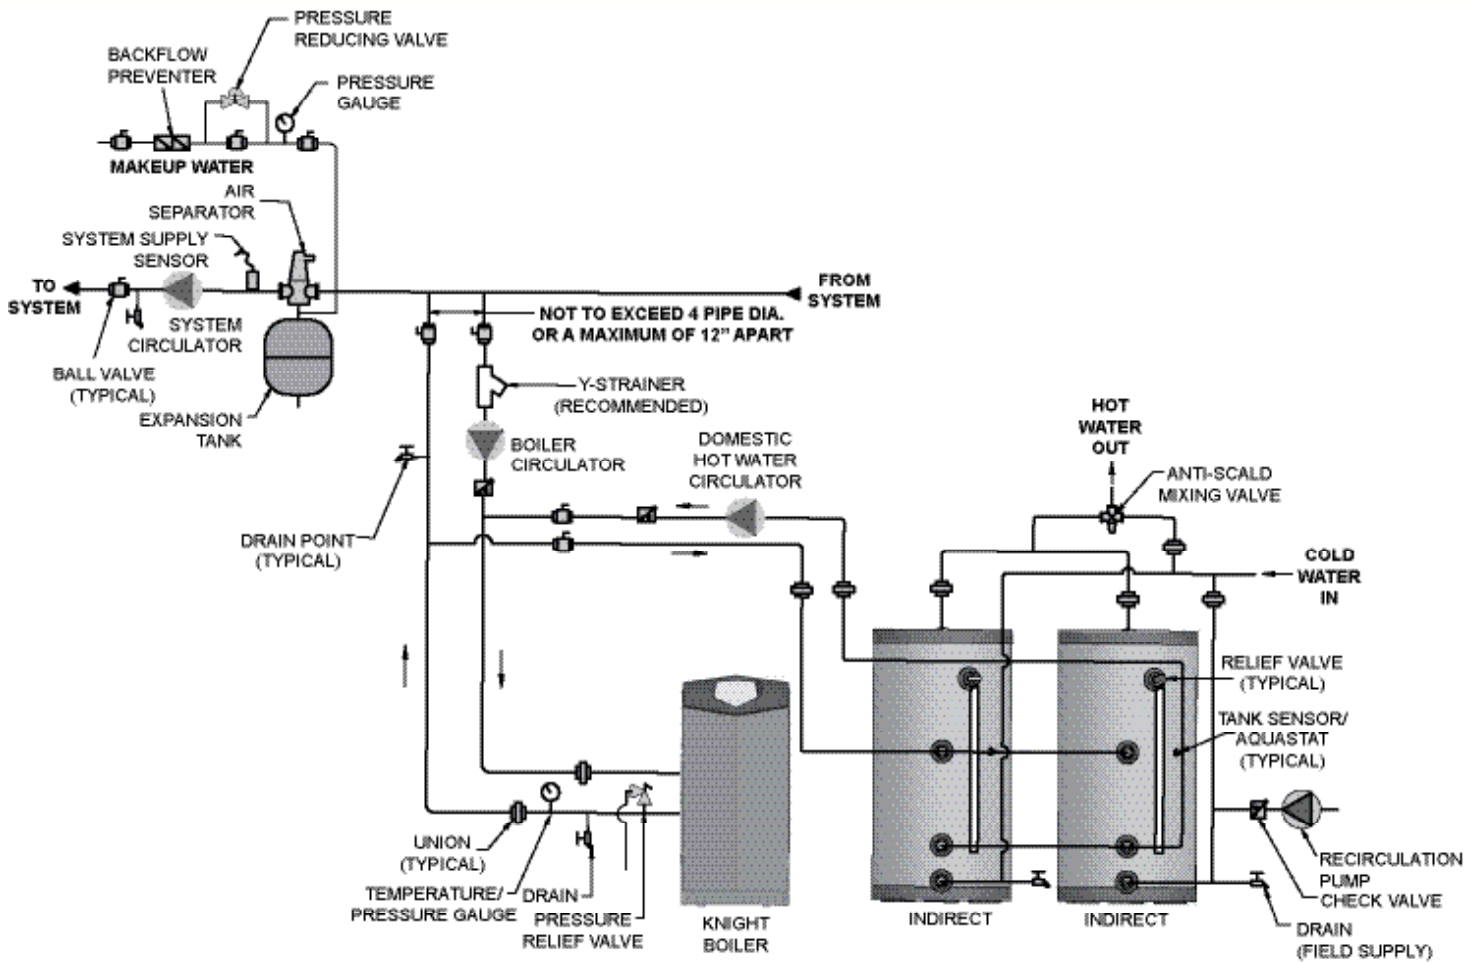 PRESSURE
REDUCING VALVE
BACKFLOW
PREVENTER
PRESSURE
GAUGE
MAKEUP WATER
AIR
SEPARATOR
SYSTEM SUPPLY
SENSOR
TO
SYSTEM
FROM
SYSTEM
NOT TO EXCEED 4 PIPE DIA.
OR A MAXIMUM OF 12" APART
SYSTEM
CIRCULATOR
BALL VALVE
(TYPICAL)
EXPANSION
TANK
Y-STRAINER
(RECOMMENDED)
BOILER
CIRCULATOR
DOMESTIC
HOT WATER
CIRCULATOR
HOT
WATER
OUT
ANTI-SCALD
MIXING VALVE
DRAIN POINT
(TYPICAL)
COLD
WATER
IN
RELIEF VALVE
(TYPICAL)
TANK SENSOR/
AQUASTAT
(TYPICAL)
UNION
(TYPICAL)
TEMPERATURE/
PRESSURE GAUGE
DRAIN
PRESSURE
RELIEF VALVE
KNIGHT
BOILER
INDIRECT
INDIRECT
RECIRCULATION
PUMP
CHECK VALVE
DRAIN
(FIELD SUPPLY)